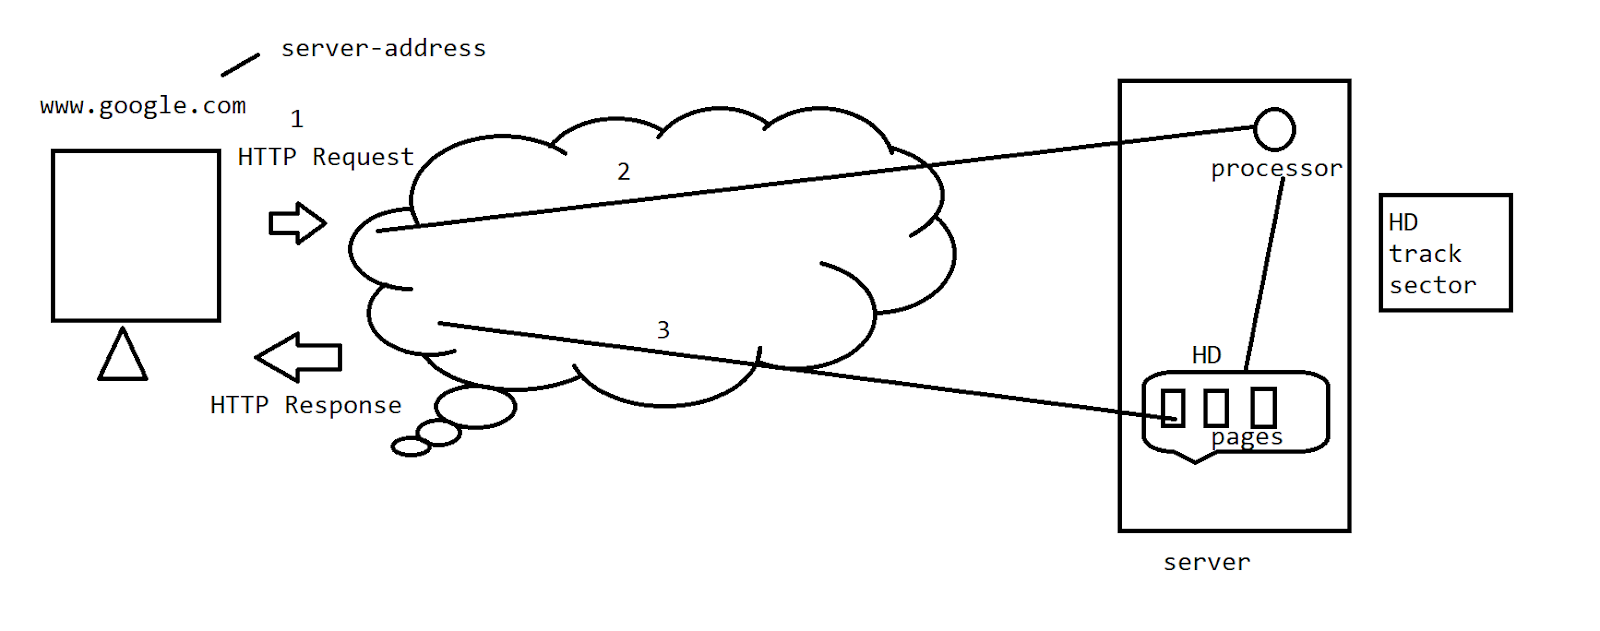 server-address
www.google.com
1
HTTP Request
2
processor
HD
track
sector
3
HD
HTTP Response
pages
server